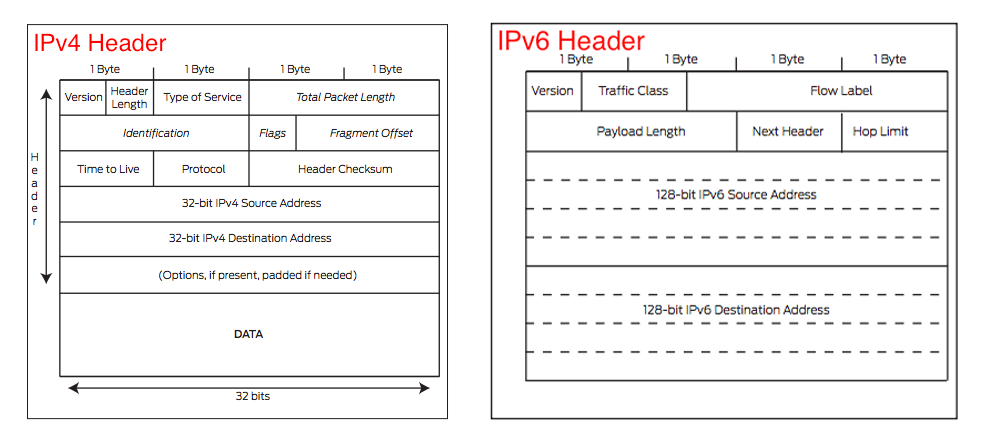 IPv4 Header
1 Byte 1 Byte 1 Byte 1 Byte
Version Header Length Type of Service Total Packet Length
Identification Flags Fragment Offset
Time to Live Protocol Header Checksum
32-bit IPv4 Source Address
32-bit IPv4 Destination Address
(Options, if present, padded if needed)
DATA
32 bits
Header
IPv6 Header
1 Byte 1 Byte 1 Byte 1 Byte
Version Traffic Class Flow Label
Payload Length Next Header Hop Limit
128-bit IPv6 Source Address
128-bit IPv6 Destination Address